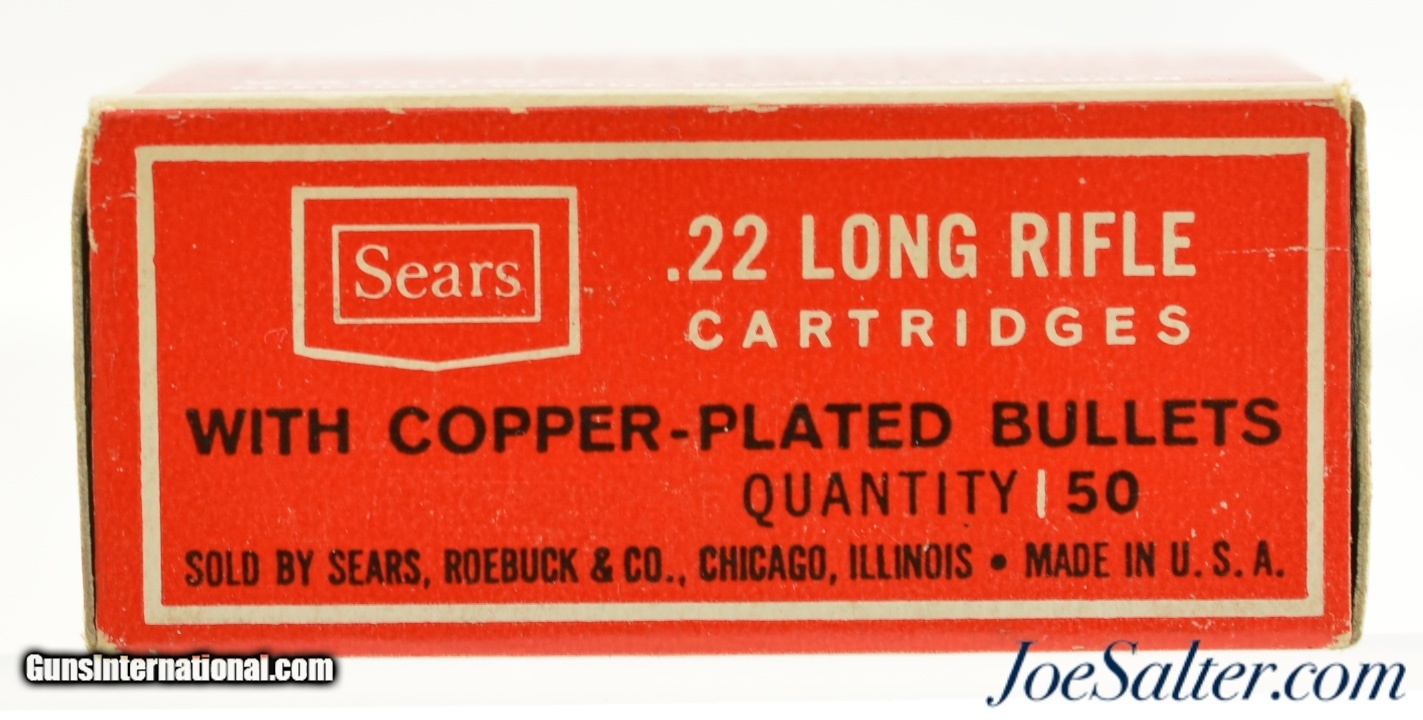 Sears
.22 LONG RIFLE
CARTRIDGES
WITH COPPER-PLATED BULLETS
QUANTITY | 50
SOLD BY SEARS, ROEBUCK & CO., CHICAGO, ILLINOIS • MADE IN U. S. A.
GunsInternational.com
JoeSalter.com